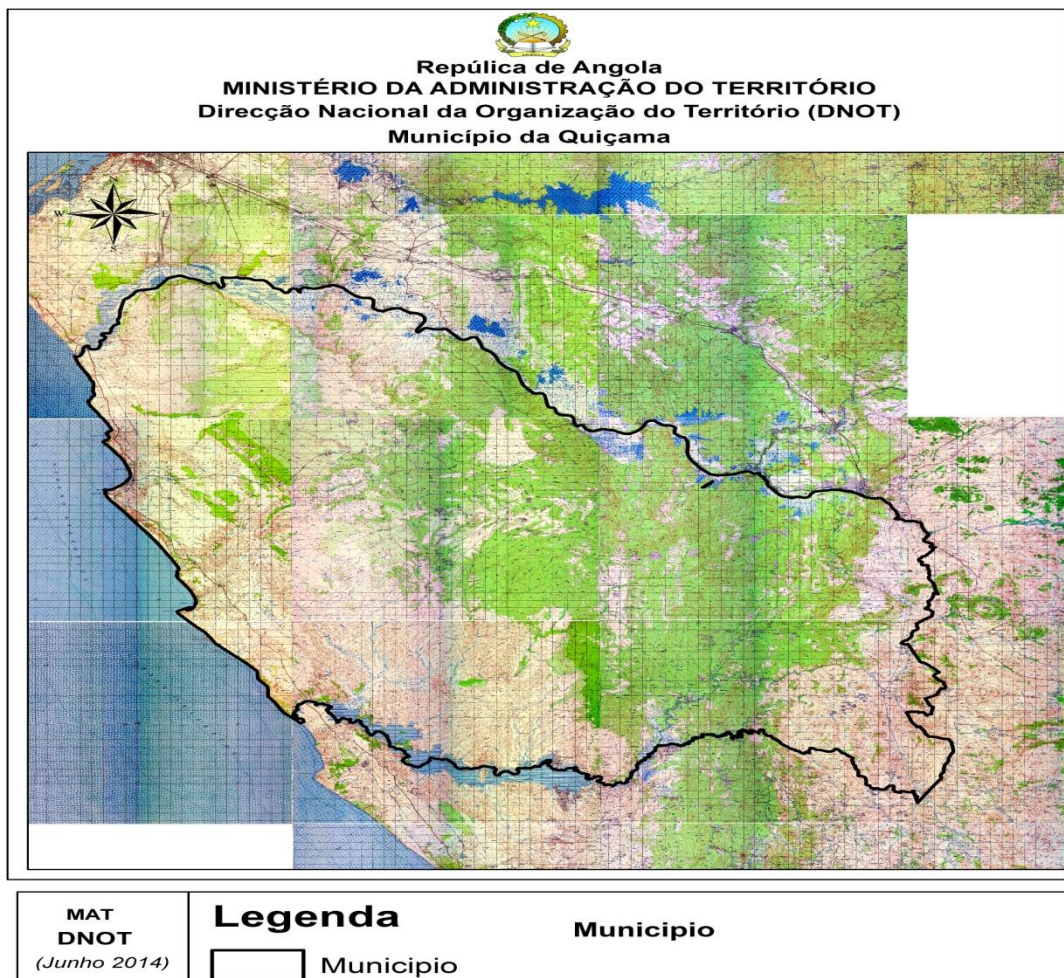 Repúlica de Angola
MINISTÉRIO DA ADMINISTRAÇÃO DO TERRITÓRIO
Direcção Nacional da Organização do Território (DNOT)
Município da Quiçama
N
W
E
S
MAT
DNOT
(Junho 2014)
Legenda
Municipio
Municipio